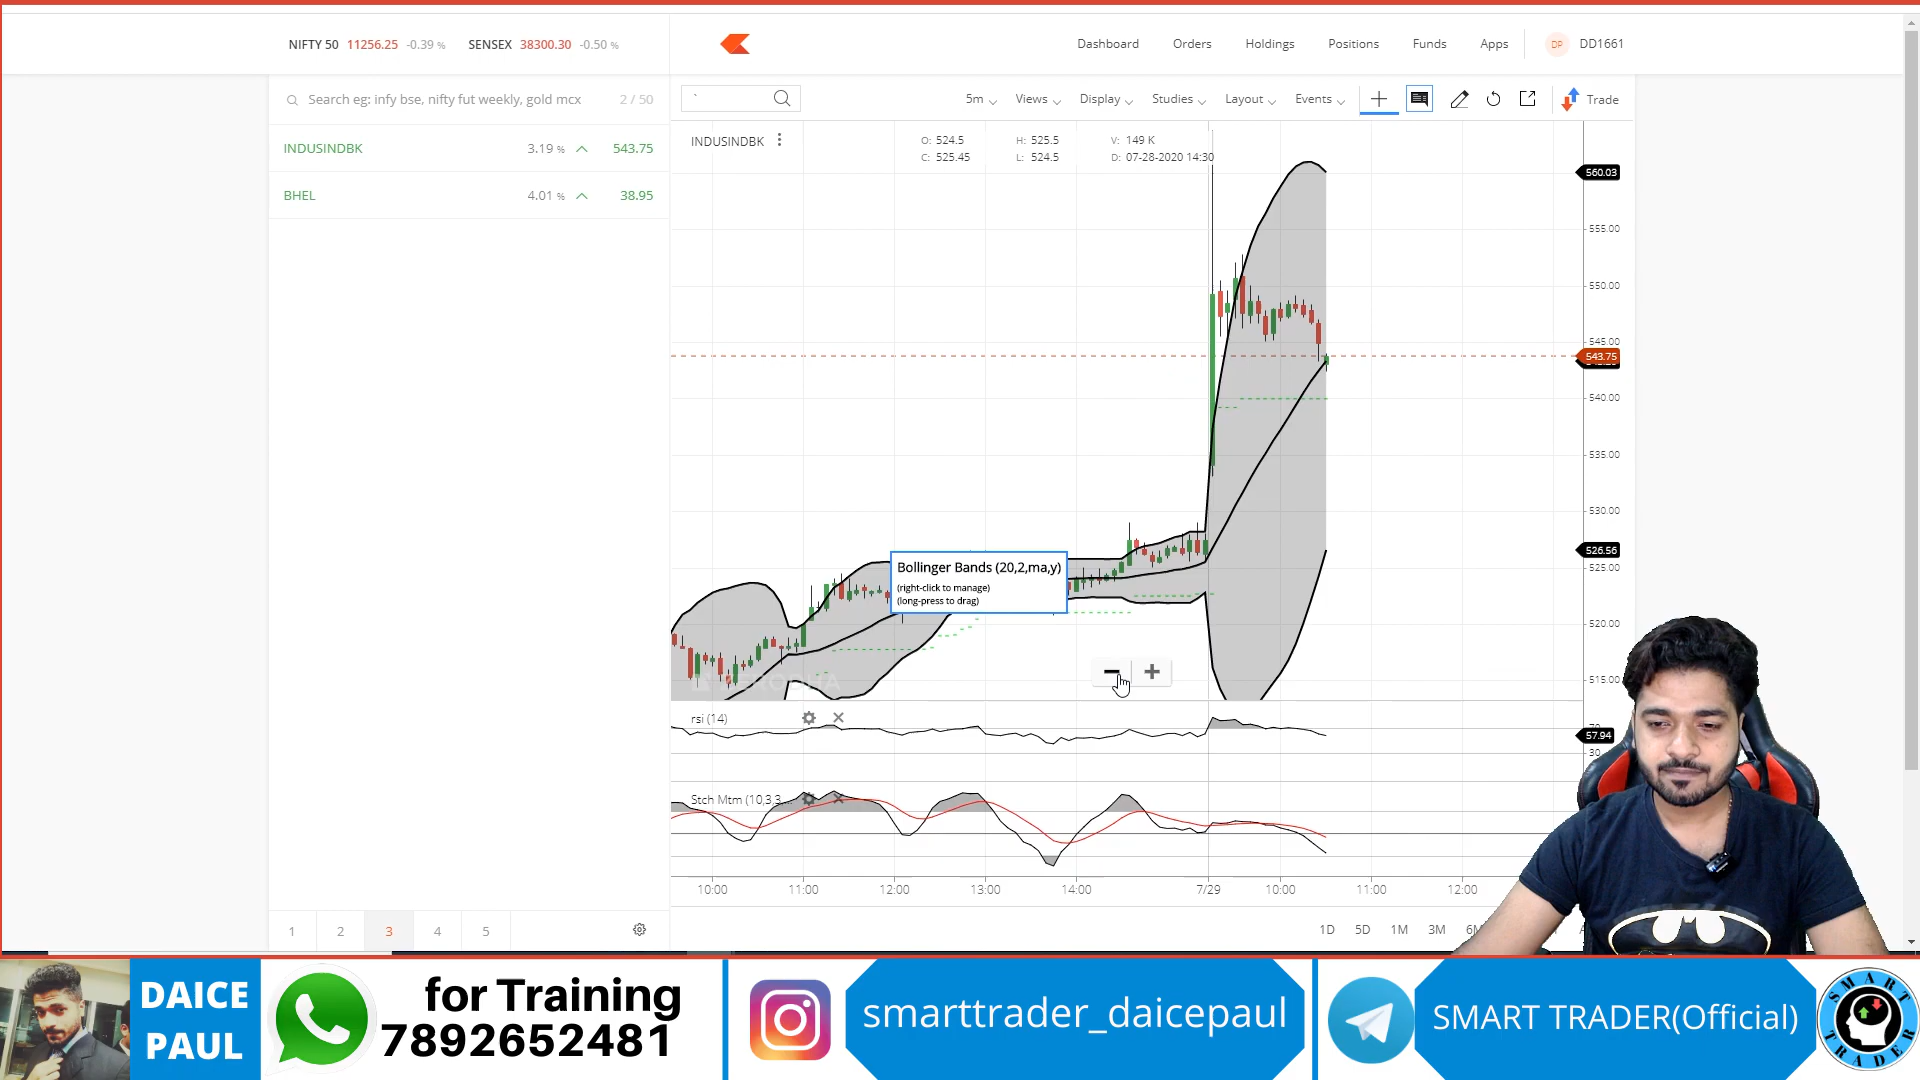 NIFTY 50 11256.25 -0.39 % SENSEX 38300.30 -0.50 %
Dashboard Orders Holdings Positions Funds Apps DP DD1661
Search eg: infy bse, nifty fut weekly, gold mcx 2 / 50
INDUSINDBK 3.19 % 543.75
BHEL 4.01 % 38.95
5m Views Display Studies Layout Events Trade
INDUSINDBK O: 524.5 H: 525.5 V: 149 K
C: 525.45 L: 524.5 D: 07-28-2020 14:30
560.03
555.00
550.00
545.00
543.75
540.00
535.00
530.00
526.56
525.00
520.00
515.00
Bollinger Bands (20,2,ma,y)
(right-click to manage)
(long-press to drag)
ZERODHA
rsi (14)
57.94
30
Stch Mtm (10,3,3...
10:00 11:00 12:00 13:00 14:00 7/29 10:00 11:00 12:00
1D 5D 1M 3M
1 2 3 4 5
DAICE
PAUL
for Training
7892652481
smarttrader_daicepaul
SMART TRADER(Official)
SMART
TRADER